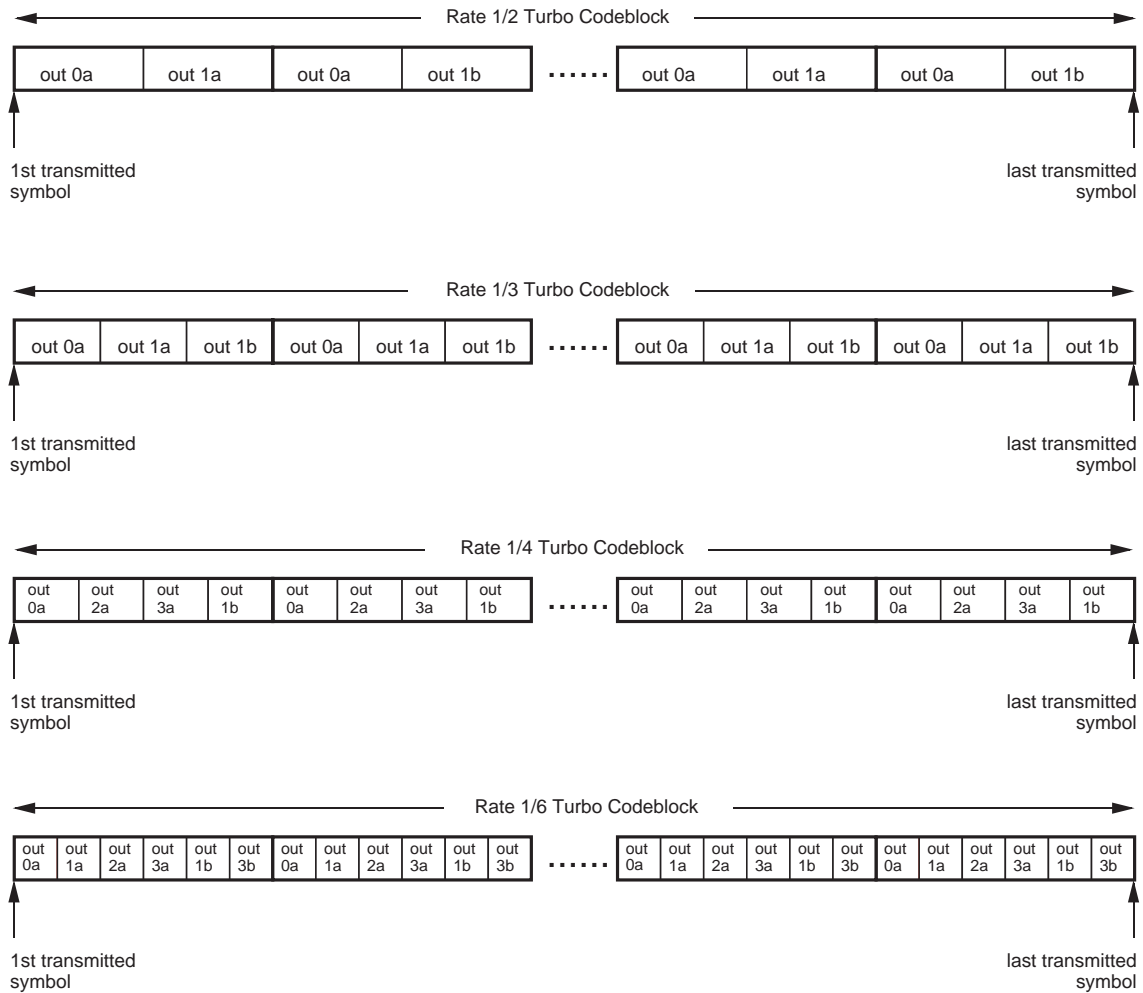 Rate 1/2 Turbo Codeblock
out 0a out 1a out 0a out 1b ...... out 0a out 1a out 0a out 1b
1st transmitted symbol
last transmitted symbol
Rate 1/3 Turbo Codeblock
out 0a out 1a out 1b out 0a out 1a out 1b ...... out 0a out 1a out 1b out 0a out 1a out 1b
1st transmitted symbol
last transmitted symbol
Rate 1/4 Turbo Codeblock
out 0a out 2a out 3a out 1b out 0a out 2a out 3a out 1b ...... out 0a out 2a out 3a out 1b out 0a out 2a out 3a out 1b
1st transmitted symbol
last transmitted symbol
Rate 1/6 Turbo Codeblock
out 0a out 1a out 2a out 3a out 1b out 3b out 0a out 1a out 2a out 3a out 1b out 3b ...... out 0a out 1a out 2a out 3a out 1b out 3b out 0a out 1a out 2a out 3a out 1b out 3b
1st transmitted symbol
last transmitted symbol